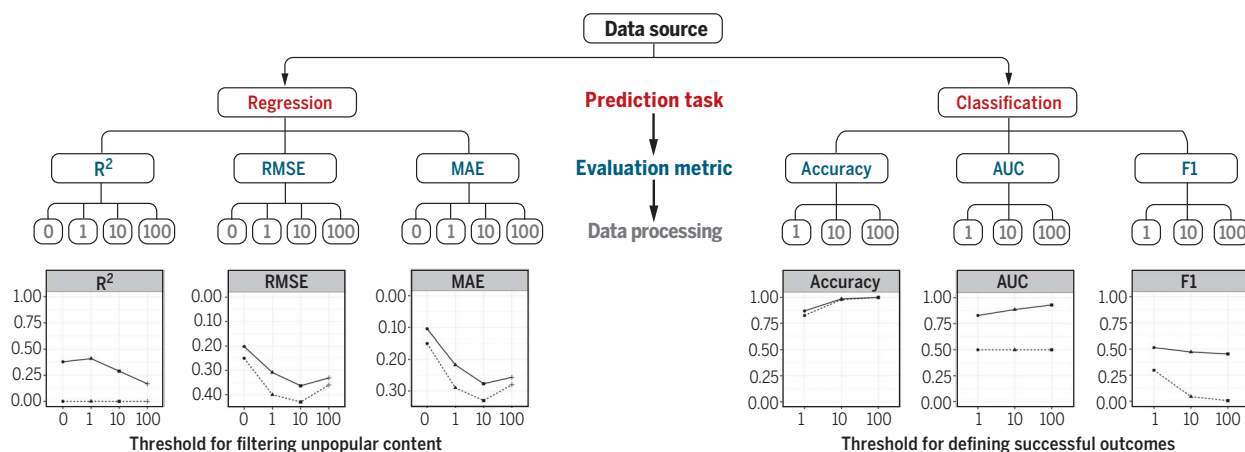 Data source
Regression
Prediction task
Classification
R²
RMSE
MAE
Evaluation metric
Accuracy
AUC
F1
0 1 10 100
0 1 10 100
0 1 10 100
Data processing
1 10 100
1 10 100
1 10 100
R²
1.00
0.75
0.50
0.25
0.00
0 1 10 100
RMSE
0.00
0.10
0.20
0.30
0.40
0 1 10 100
MAE
0.00
0.10
0.20
0.30
0 1 10 100
Threshold for filtering unpopular content
Accuracy
1.00
0.75
0.50
0.25
0.00
1 10 100
AUC
1.00
0.75
0.50
0.25
0.00
1 10 100
F1
1.00
0.75
0.50
0.25
0.00
1 10 100
Threshold for defining successful outcomes